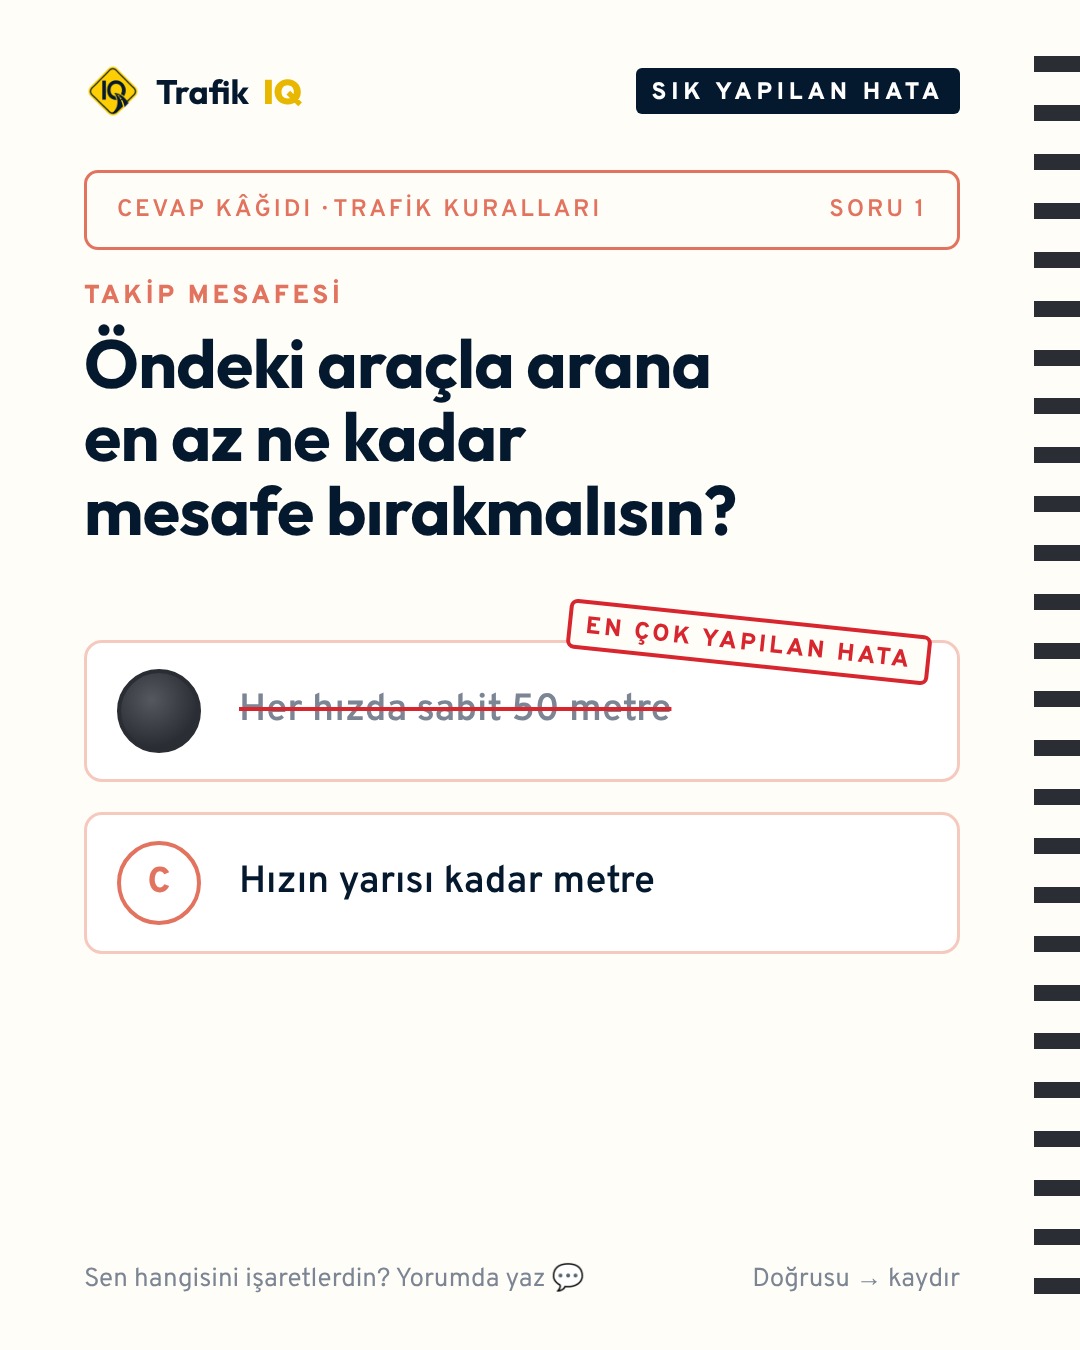 Trafik IQ
SIK YAPILAN HATA
CEVAP KÂĞIDI · TRAFİK KURALLARI
SORU 1
TAKİP MESAFESİ
Öndeki araçla arana
en az ne kadar
mesafe bırakmalısın?
EN ÇOK YAPILAN HATA
Her hızda sabit 50 metre
C
Hızın yarısı kadar metre
Sen hangisini işaretlerdin? Yorumda yaz 💬
Doğrusu → kaydır